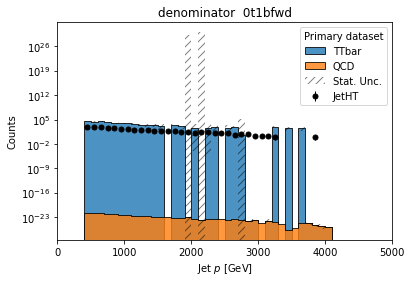 denominator 0t1bfwd
Primary dataset
TTbar
QCD
Stat. Unc.
JetHT
Counts
10^26
10^19
10^12
10^5
10^-2
10^-9
10^-16
10^-23
0 1000 2000 3000 4000 5000
Jet p [GeV]